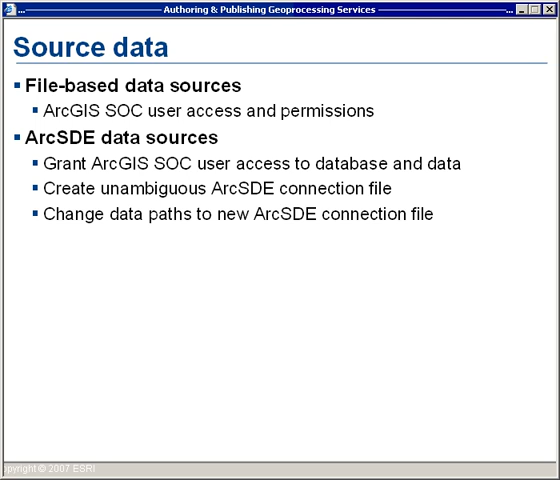 ... Authoring & Publishing Geoprocessing Services ...
Source data
File-based data sources
ArcGIS SOC user access and permissions
ArcSDE data sources
Grant ArcGIS SOC user access to database and data
Create unambiguous ArcSDE connection file
Change data paths to new ArcSDE connection file
opyright © 2007 ESRI